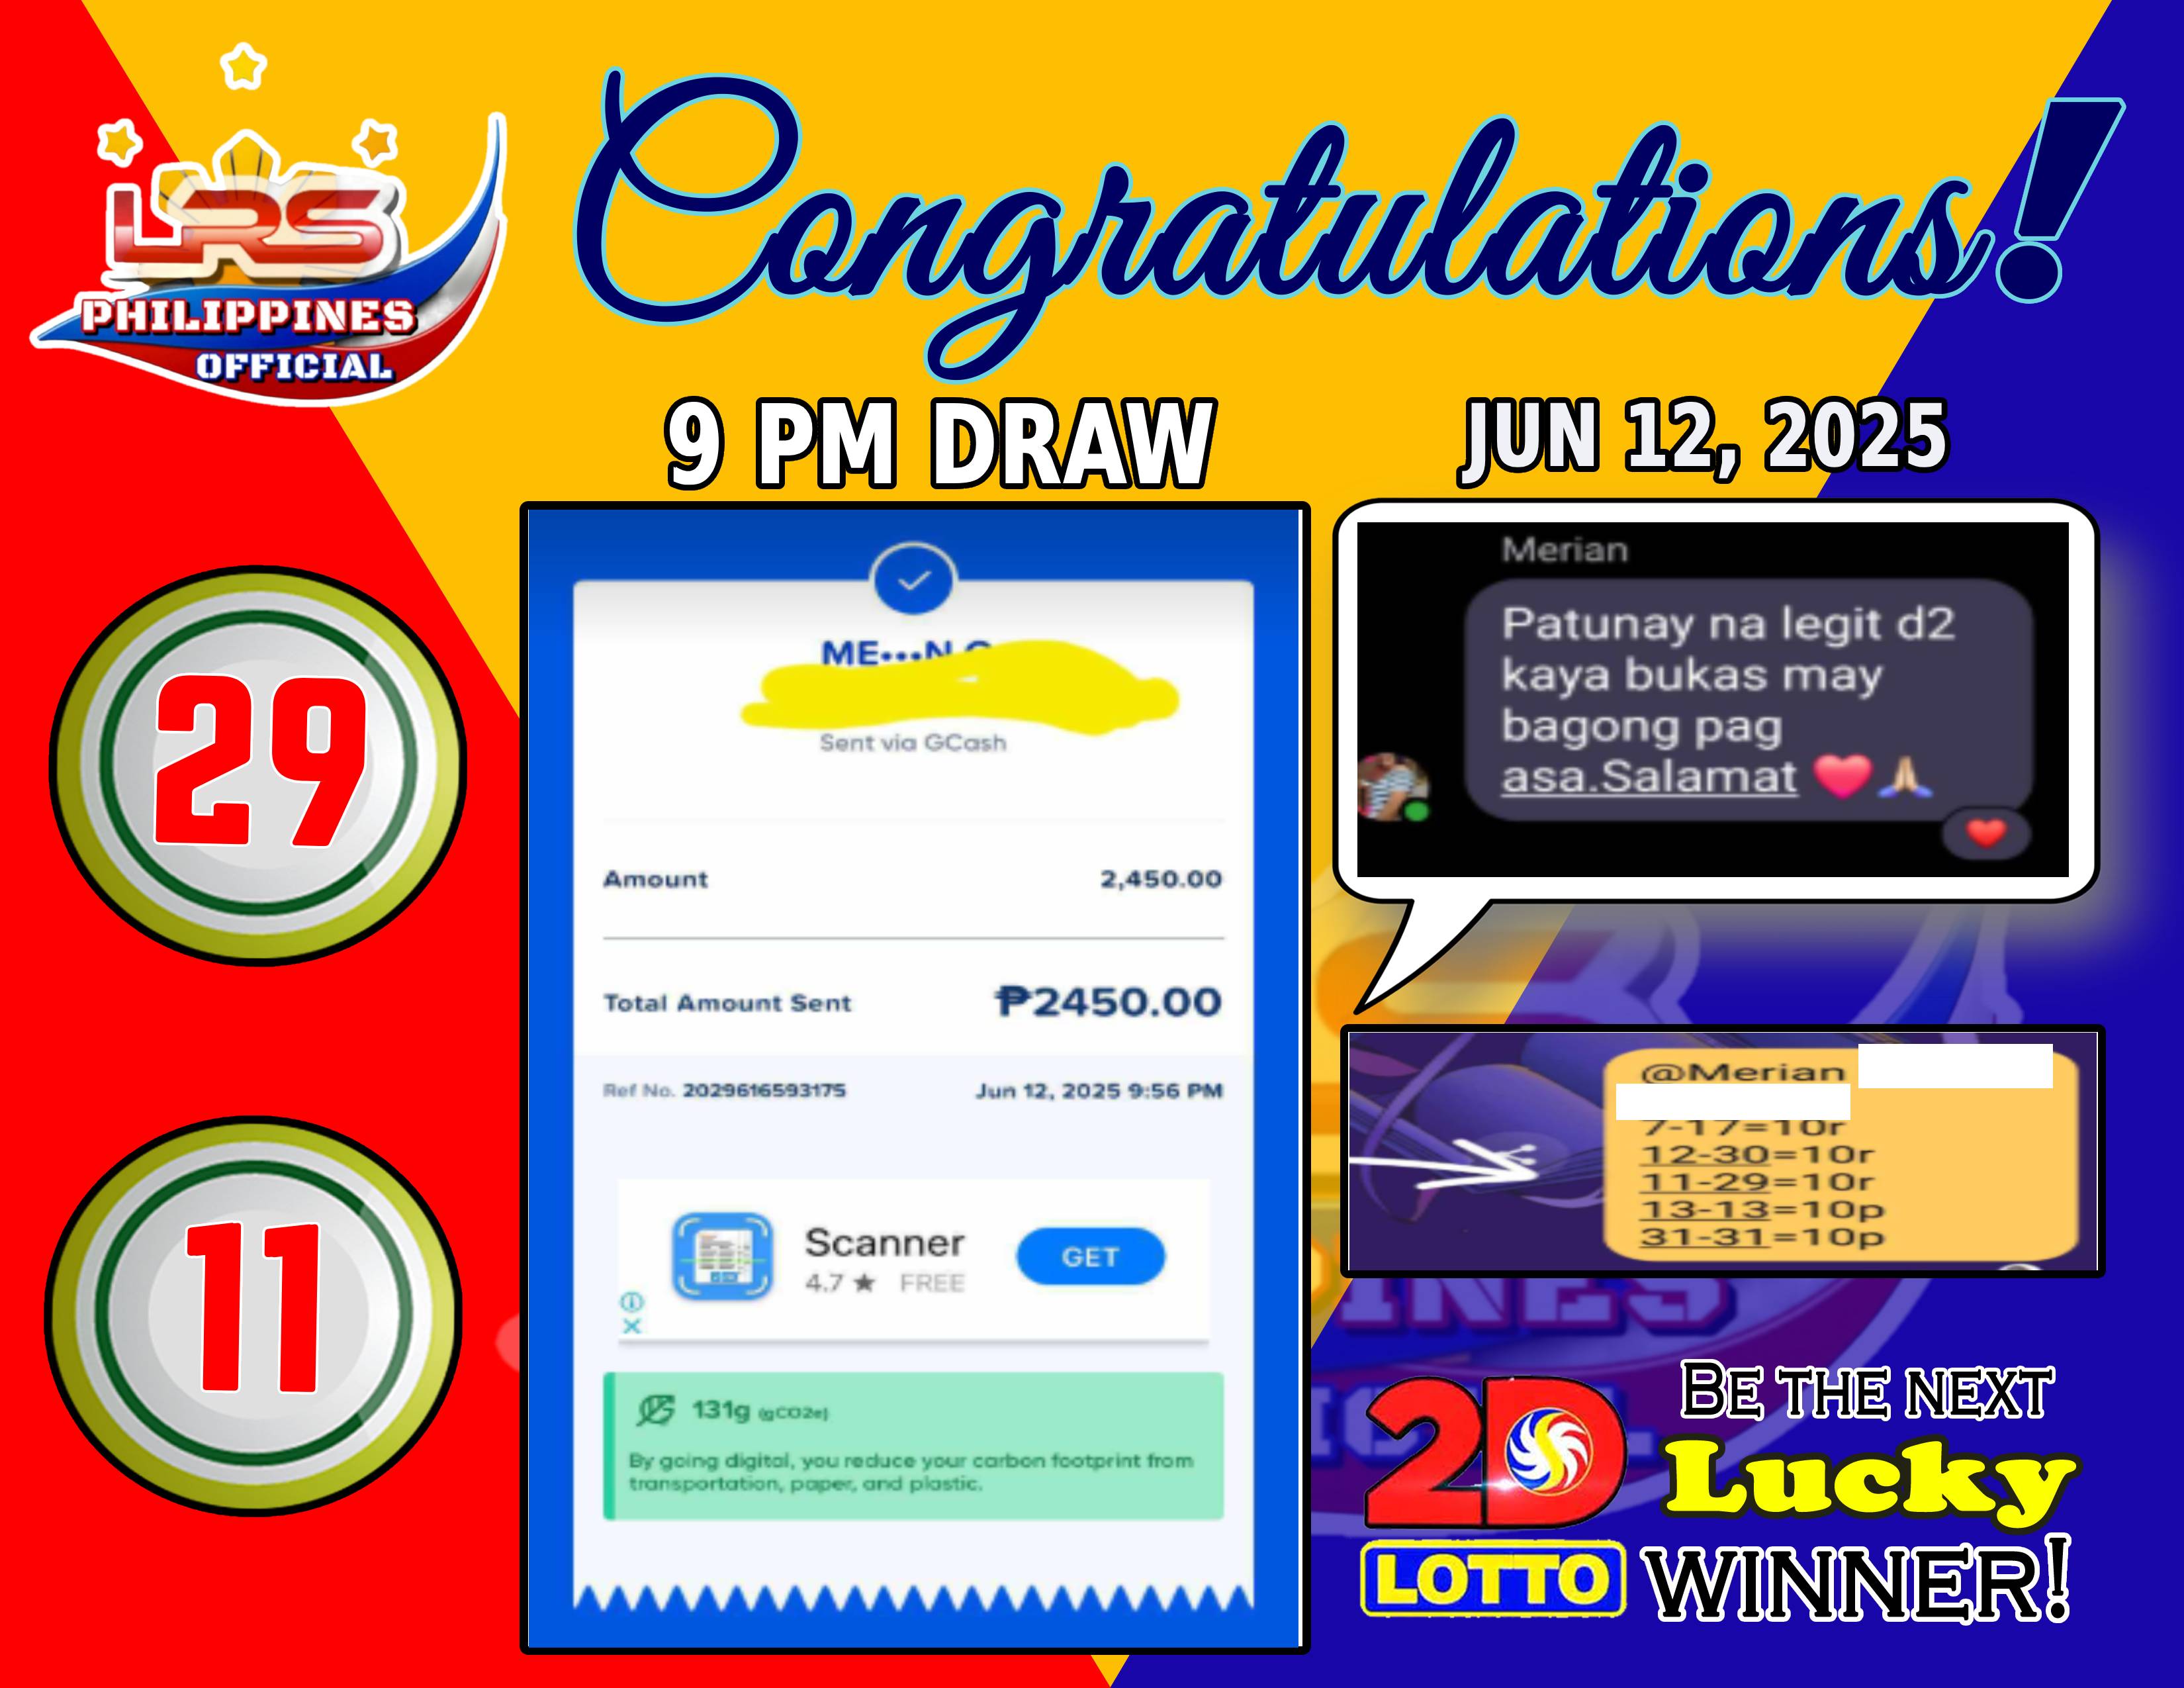 LRS
PHILIPPINES
OFFICIAL
Congratulations!
9 PM DRAW
JUN 12, 2025
29
11
ME•••N
Sent via GCash
Amount 2,450.00
Total Amount Sent ₱2450.00
Ref No. 2029616593175 Jun 12, 2025 9:56 PM
Scanner
4.7 ★ FREE
GET
131g (gCO2e)
By going digital, you reduce your carbon footprint from
transportation, paper, and plastic.
Merian
Patunay na legit d2
kaya bukas may
bagong pag
asa.Salamat ❤️🙏
@Merian
7-17=10r
12-30=10r
11-29=10r
13-13=10p
31-31=10p
2D
LOTTO
BE THE NEXT
Lucky
WINNER!